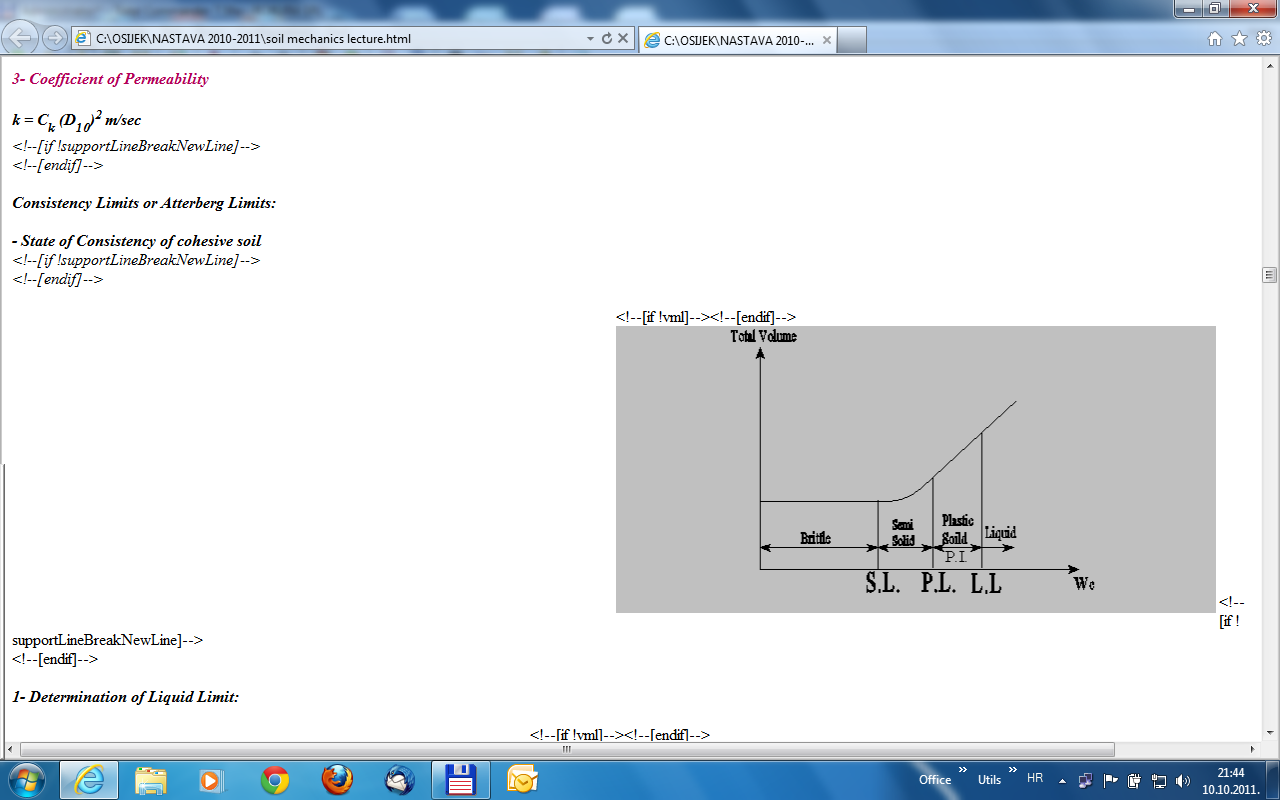 C:\OSIJEK\NASTAVA 2010-2011\soil mechanics lecture.html
C:\OSIJEK\NASTAVA 2010-...
3- Coefficient of Permeability
k = Ck (D10)2 m/sec
<!--[if !supportLineBreakNewLine]-->
<!--[endif]-->
Consistency Limits or Atterberg Limits:
- State of Consistency of cohesive soil
<!--[if !supportLineBreakNewLine]-->
<!--[endif]-->
<!--[if !vml]--><!--[endif]-->
Total Volume
Brittle
Semi
Solid
Plastic
Soild
Liquid
P.I.
S.L. P.L. L.L
Wc
<!--
[if !
supportLineBreakNewLine]-->
<!--[endif]-->
1- Determination of Liquid Limit:
<!--[if !vml]--><!--[endif]-->
Office » Utils » HR
21:44
10.10.2011.